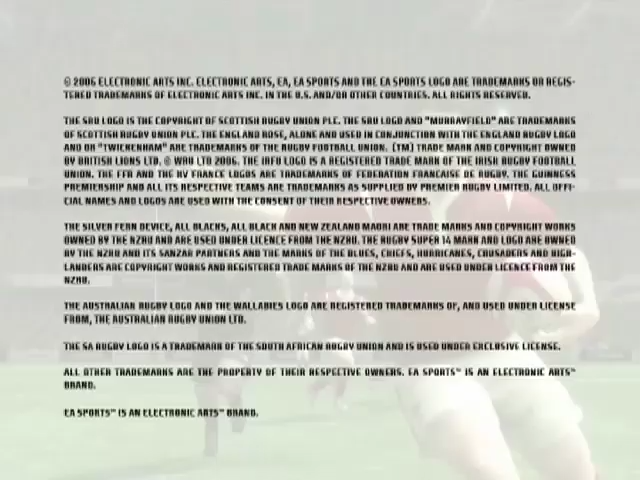 © 2006 ELECTRONIC ARTS INC. ELECTRONIC ARTS, EA, EA SPORTS AND THE EA SPORTS LOGO ARE TRADEMARKS OR REGIS-
TERED TRADEMARKS OF ELECTRONIC ARTS INC. IN THE U.S. AND/OR OTHER COUNTRIES. ALL RIGHTS RESERVED.
THE SRU LOGO IS THE COPYRIGHT OF SCOTTISH RUGBY UNION PLC. THE SRU LOGO AND "MURRAYFIELD" ARE TRADEMARKS
OF SCOTTISH RUGBY UNION PLC. THE ENGLAND ROSE, ALONE AND USED IN CONJUNCTION WITH THE ENGLAND RUGBY LOGO
AND OR "TWICKENHAM" ARE TRADEMARKS OF THE RUGBY FOOTBALL UNION. (TM) TRADE MARK AND COPYRIGHT OWNED
BY BRITISH LIONS LTD. © WRU LTD 2006. THE IRFU LOGO IS A REGISTERED TRADE MARK OF THE IRISH RUGBY FOOTBALL
UNION. THE FFR AND THE XV FRANCE LOGOS ARE TRADEMARKS OF FEDERATION FRANCAISE DE RUGBY. THE GUINNESS
PREMIERSHIP AND ALL ITS RESPECTIVE TEAMS ARE TRADEMARKS AS SUPPLIED BY PREMIER RUGBY LIMITED. ALL OFFI-
CIAL NAMES AND LOGOS ARE USED WITH THE CONSENT OF THEIR RESPECTIVE OWNERS.
THE SILVER FERN DEVICE, ALL BLACKS, ALL BLACK AND NEW ZEALAND MAORI ARE TRADE MARKS AND COPYRIGHT WORKS
OWNED BY THE NZRU AND ARE USED UNDER LICENCE FROM THE NZRU. THE RUGBY SUPER 14 MARK AND LOGO ARE OWNED
BY THE NZRU AND ITS SANZAR PARTNERS AND THE MARKS OF THE BLUES, CHIEFS, HURRICANES, CRUSADERS AND HIGH-
LANDERS ARE COPYRIGHT WORKS AND REGISTERED TRADE MARKS OF THE NZRU AND ARE USED UNDER LICENCE FROM THE
NZRU.
THE AUSTRALIAN RUGBY LOGO AND THE WALLABIES LOGO ARE REGISTERED TRADEMARKS OF, AND USED UNDER LICENSE
FROM, THE AUSTRALIAN RUGBY UNION LTD.
THE SA RUGBY LOGO IS A TRADEMARK OF THE SOUTH AFRICAN RUGBY UNION AND IS USED UNDER EXCLUSIVE LICENSE.
ALL OTHER TRADEMARKS ARE THE PROPERTY OF THEIR RESPECTIVE OWNERS. EA SPORTS™ IS AN ELECTRONIC ARTS™
BRAND.
EA SPORTS™ IS AN ELECTRONIC ARTS™ BRAND.